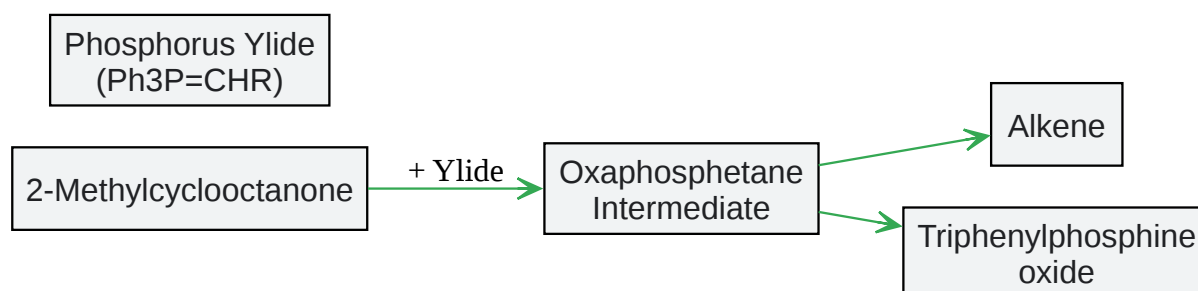 Phosphorus Ylide
(Ph3P=CHR)
2-Methylcyclooctanone
+ Ylide
Oxaphosphetane
Intermediate
Alkene
Triphenylphosphine
oxide